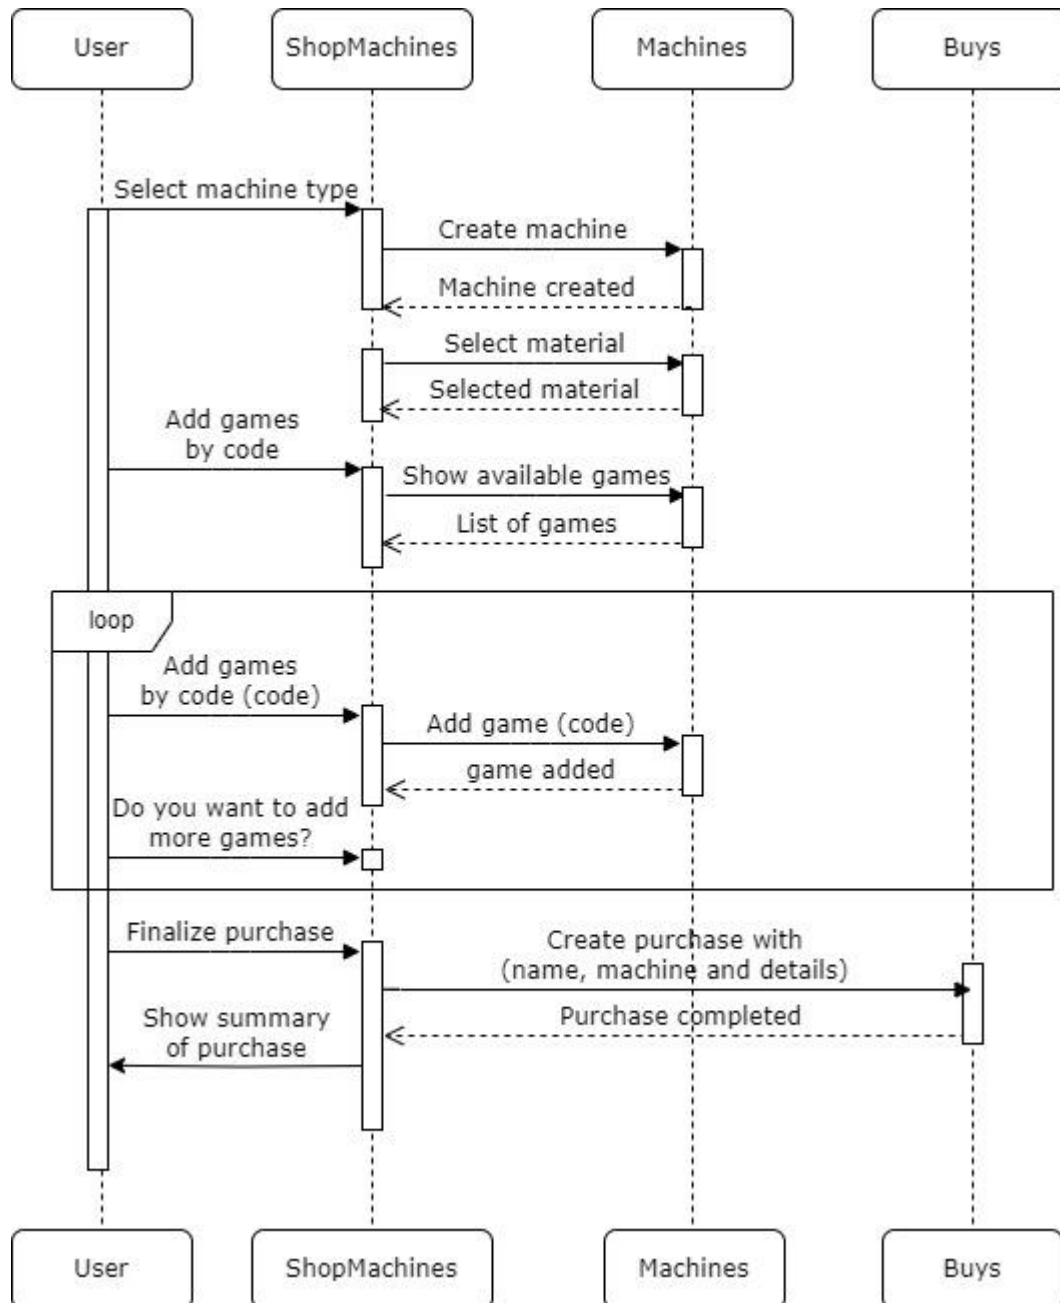 User
ShopMachines
Machines
Buys
Select machine type
Create machine
Machine created
Select material
Selected material
Add games
by code
Show available games
List of games
loop
Add games
by code (code)
Add game (code)
game added
Do you want to add
more games?
Finalize purchase
Create purchase with
(name, machine and details)
Purchase completed
Show summary
of purchase
User
ShopMachines
Machines
Buys